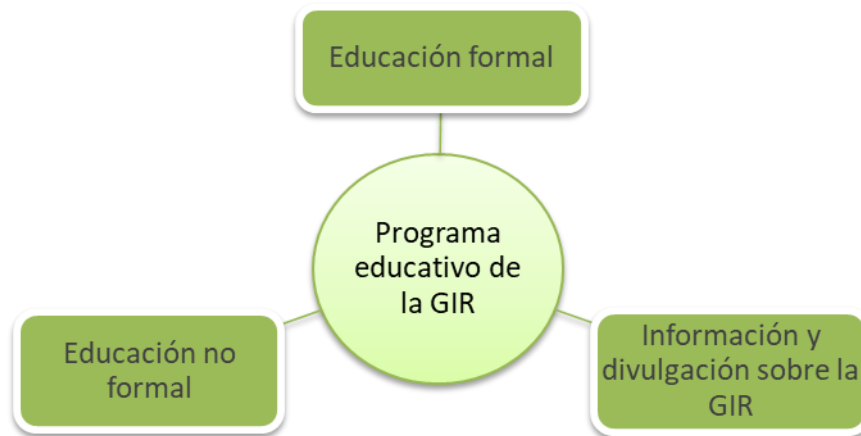 Educación formal
Programa
educativo de
la GIR
Educación no
formal
Información y
divulgación sobre la
GIR